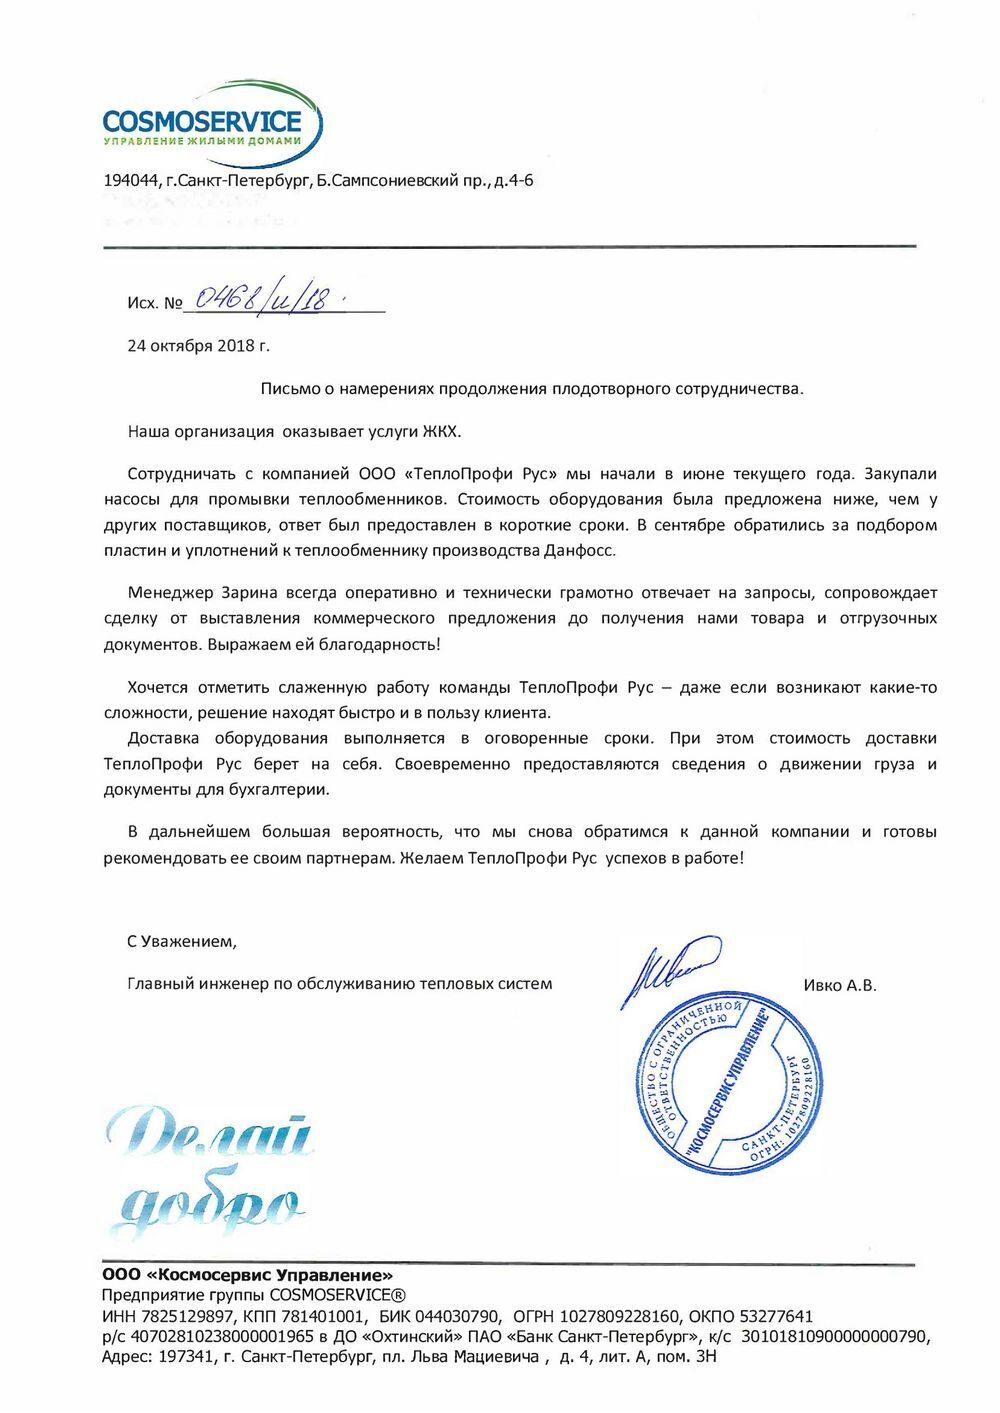 COSMOSERVICE
УПРАВЛЕНИЕ ЖИЛЫМИ ДОМАМИ
194044, г.Санкт-Петербург, Б.Сампсониевский пр., д.4-6
Исх. № 0468/и/18
24 октября 2018 г.
Письмо о намерениях продолжения плодотворного сотрудничества.
Наша организация оказывает услуги ЖКХ.
Сотрудничать с компанией ООО «ТеплоПрофи Рус» мы начали в июне текущего года. Закупали
насосы для промывки теплообменников. Стоимость оборудования была предложена ниже, чем у
других поставщиков, ответ был предоставлен в короткие сроки. В сентябре обратились за подбором
пластин и уплотнений к теплообменнику производства Данфосс.
Менеджер Зарина всегда оперативно и технически грамотно отвечает на запросы, сопровождает
сделку от выставления коммерческого предложения до получения нами товара и отгрузочных
документов. Выражаем ей благодарность!
Хочется отметить слаженную работу команды ТеплоПрофи Рус – даже если возникают какие-то
сложности, решение находят быстро и в пользу клиента.
Доставка оборудования выполняется в оговоренные сроки. При этом стоимость доставки
ТеплоПрофи Рус берет на себя. Своевременно предоставляются сведения о движении груза и
документы для бухгалтерии.
В дальнейшем большая вероятность, что мы снова обратимся к данной компании и готовы
рекомендовать ее своим партнерам. Желаем ТеплоПрофи Рус успехов в работе!
С Уважением,
Главный инженер по обслуживанию тепловых систем
Ивко А.В.
ОБЩЕСТВО С ОГРАНИЧЕННОЙ
ОТВЕТСТВЕННОСТЬЮ
"КОСМОСЕРВИС УПРАВЛЕНИЕ"
САНКТ-ПЕТЕРБУРГ
ОГРН: 1027809228160
Делай
добро
ООО «Космосервис Управление»
Предприятие группы COSMOSERVICE®
ИНН 7825129897, КПП 781401001, БИК 044030790, ОГРН 1027809228160, ОКПО 53277641
р/с 40702810238000001965 в ДО «Охтинский» ПАО «Банк Санкт-Петербург», к/с 30101810900000000790,
Адрес: 197341, г. Санкт-Петербург, пл. Льва Мациевича , д. 4, лит. А, пом. 3Н